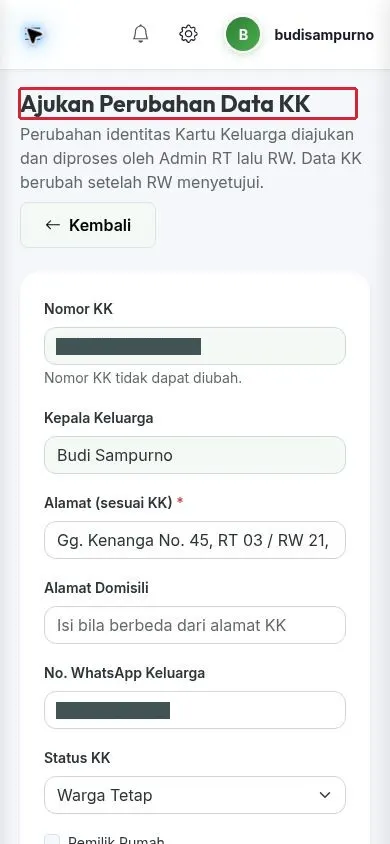 B budisampurno
Ajukan Perubahan Data KK
Perubahan identitas Kartu Keluarga diajukan
dan diproses oleh Admin RT lalu RW. Data KK
berubah setelah RW menyetujui.
← Kembali
Nomor KK
Nomor KK tidak dapat diubah.
Kepala Keluarga
Budi Sampurno
Alamat (sesuai KK) *
Gg. Kenanga No. 45, RT 03 / RW 21,
Alamat Domisili
Isi bila berbeda dari alamat KK
No. WhatsApp Keluarga
Status KK
Warga Tetap
Pemilik Rumah